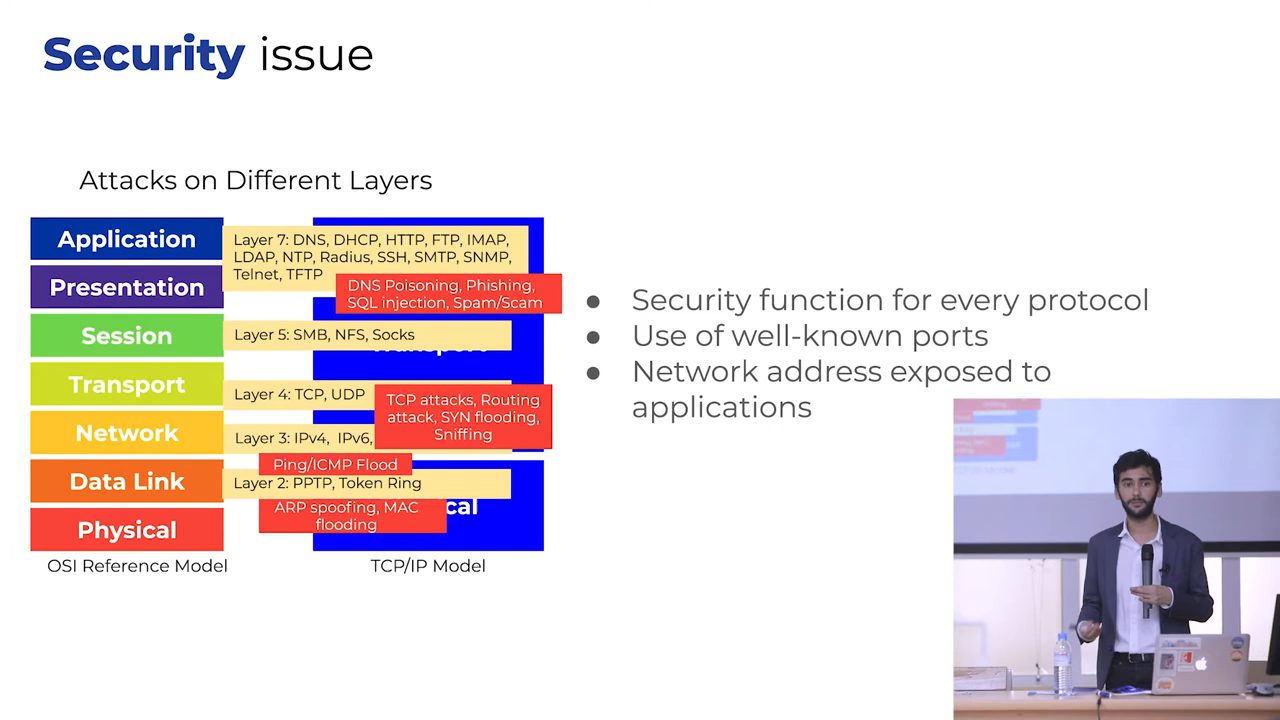 Security issue
Attacks on Different Layers
Application
Presentation
Session
Transport
Network
Data Link
Physical
Layer 7: DNS, DHCP, HTTP, FTP, IMAP,
LDAP, NTP, Radius, SSH, SMTP, SNMP,
Telnet, TFTP
DNS Poisoning, Phishing,
SQL injection, Spam/Scam
Layer 5: SMB, NFS, Socks
Layer 4: TCP, UDP
TCP attacks, Routing
attack, SYN flooding,
Sniffing
Layer 3: IPv4, IPv6,
Ping/ICMP Flood
Layer 2: PPTP, Token Ring
ARP spoofing, MAC
flooding
OSI Reference Model
TCP/IP Model
● Security function for every protocol
● Use of well-known ports
● Network address exposed to
applications